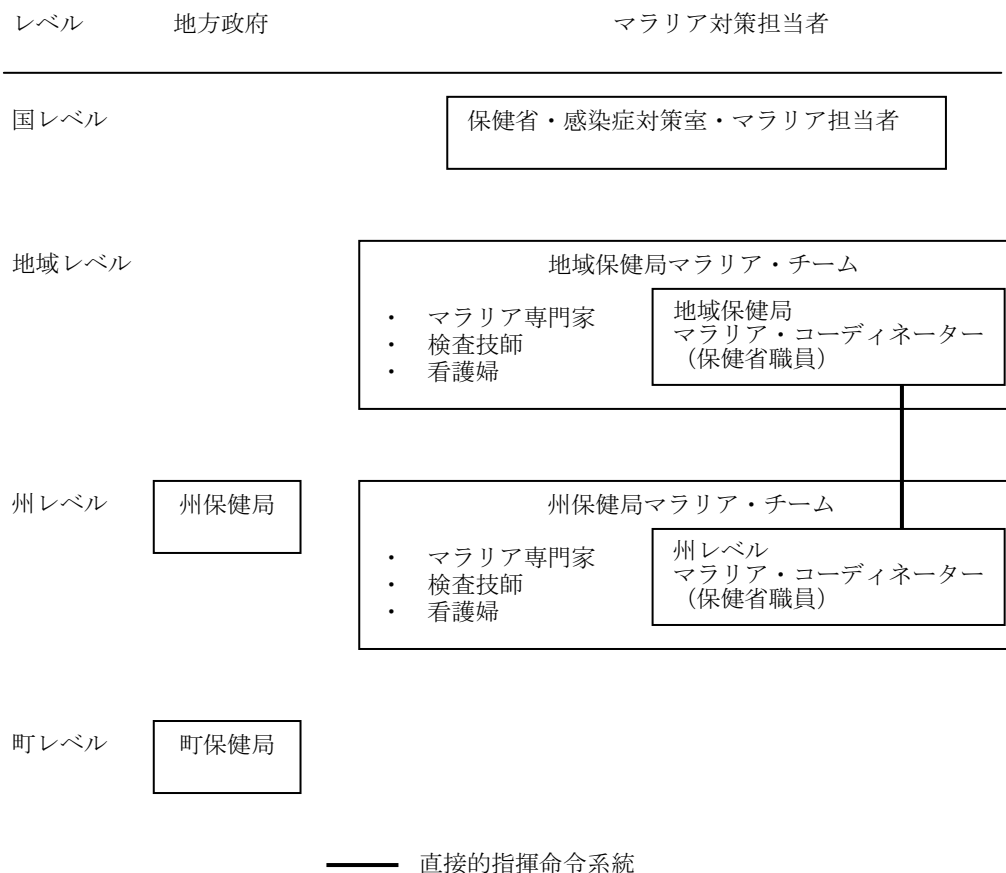 レベル 地方政府 マラリア対策担当者
国レベル 保健省・感染症対策室・マラリア担当者
地域レベル 地域保健局マラリア・チーム
・ マラリア専門家
・ 検査技師
・ 看護婦
地域保健局
マラリア・コーディネーター
（保健省職員）
州レベル 州保健局 州保健局マラリア・チーム
・ マラリア専門家
・ 検査技師
・ 看護婦
州レベル
マラリア・コーディネーター
（保健省職員）
町レベル 町保健局
直接的指揮命令系統